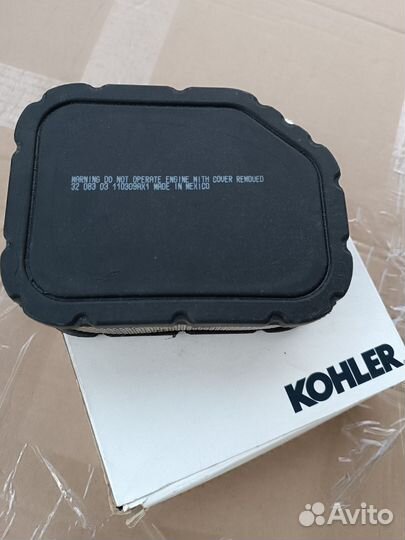 WARNING DO NOT OPERATE ENGINE WITH COVER REMOVED
32 083 03 110309AX1 MADE IN MEXICO
KOHLER
Avito